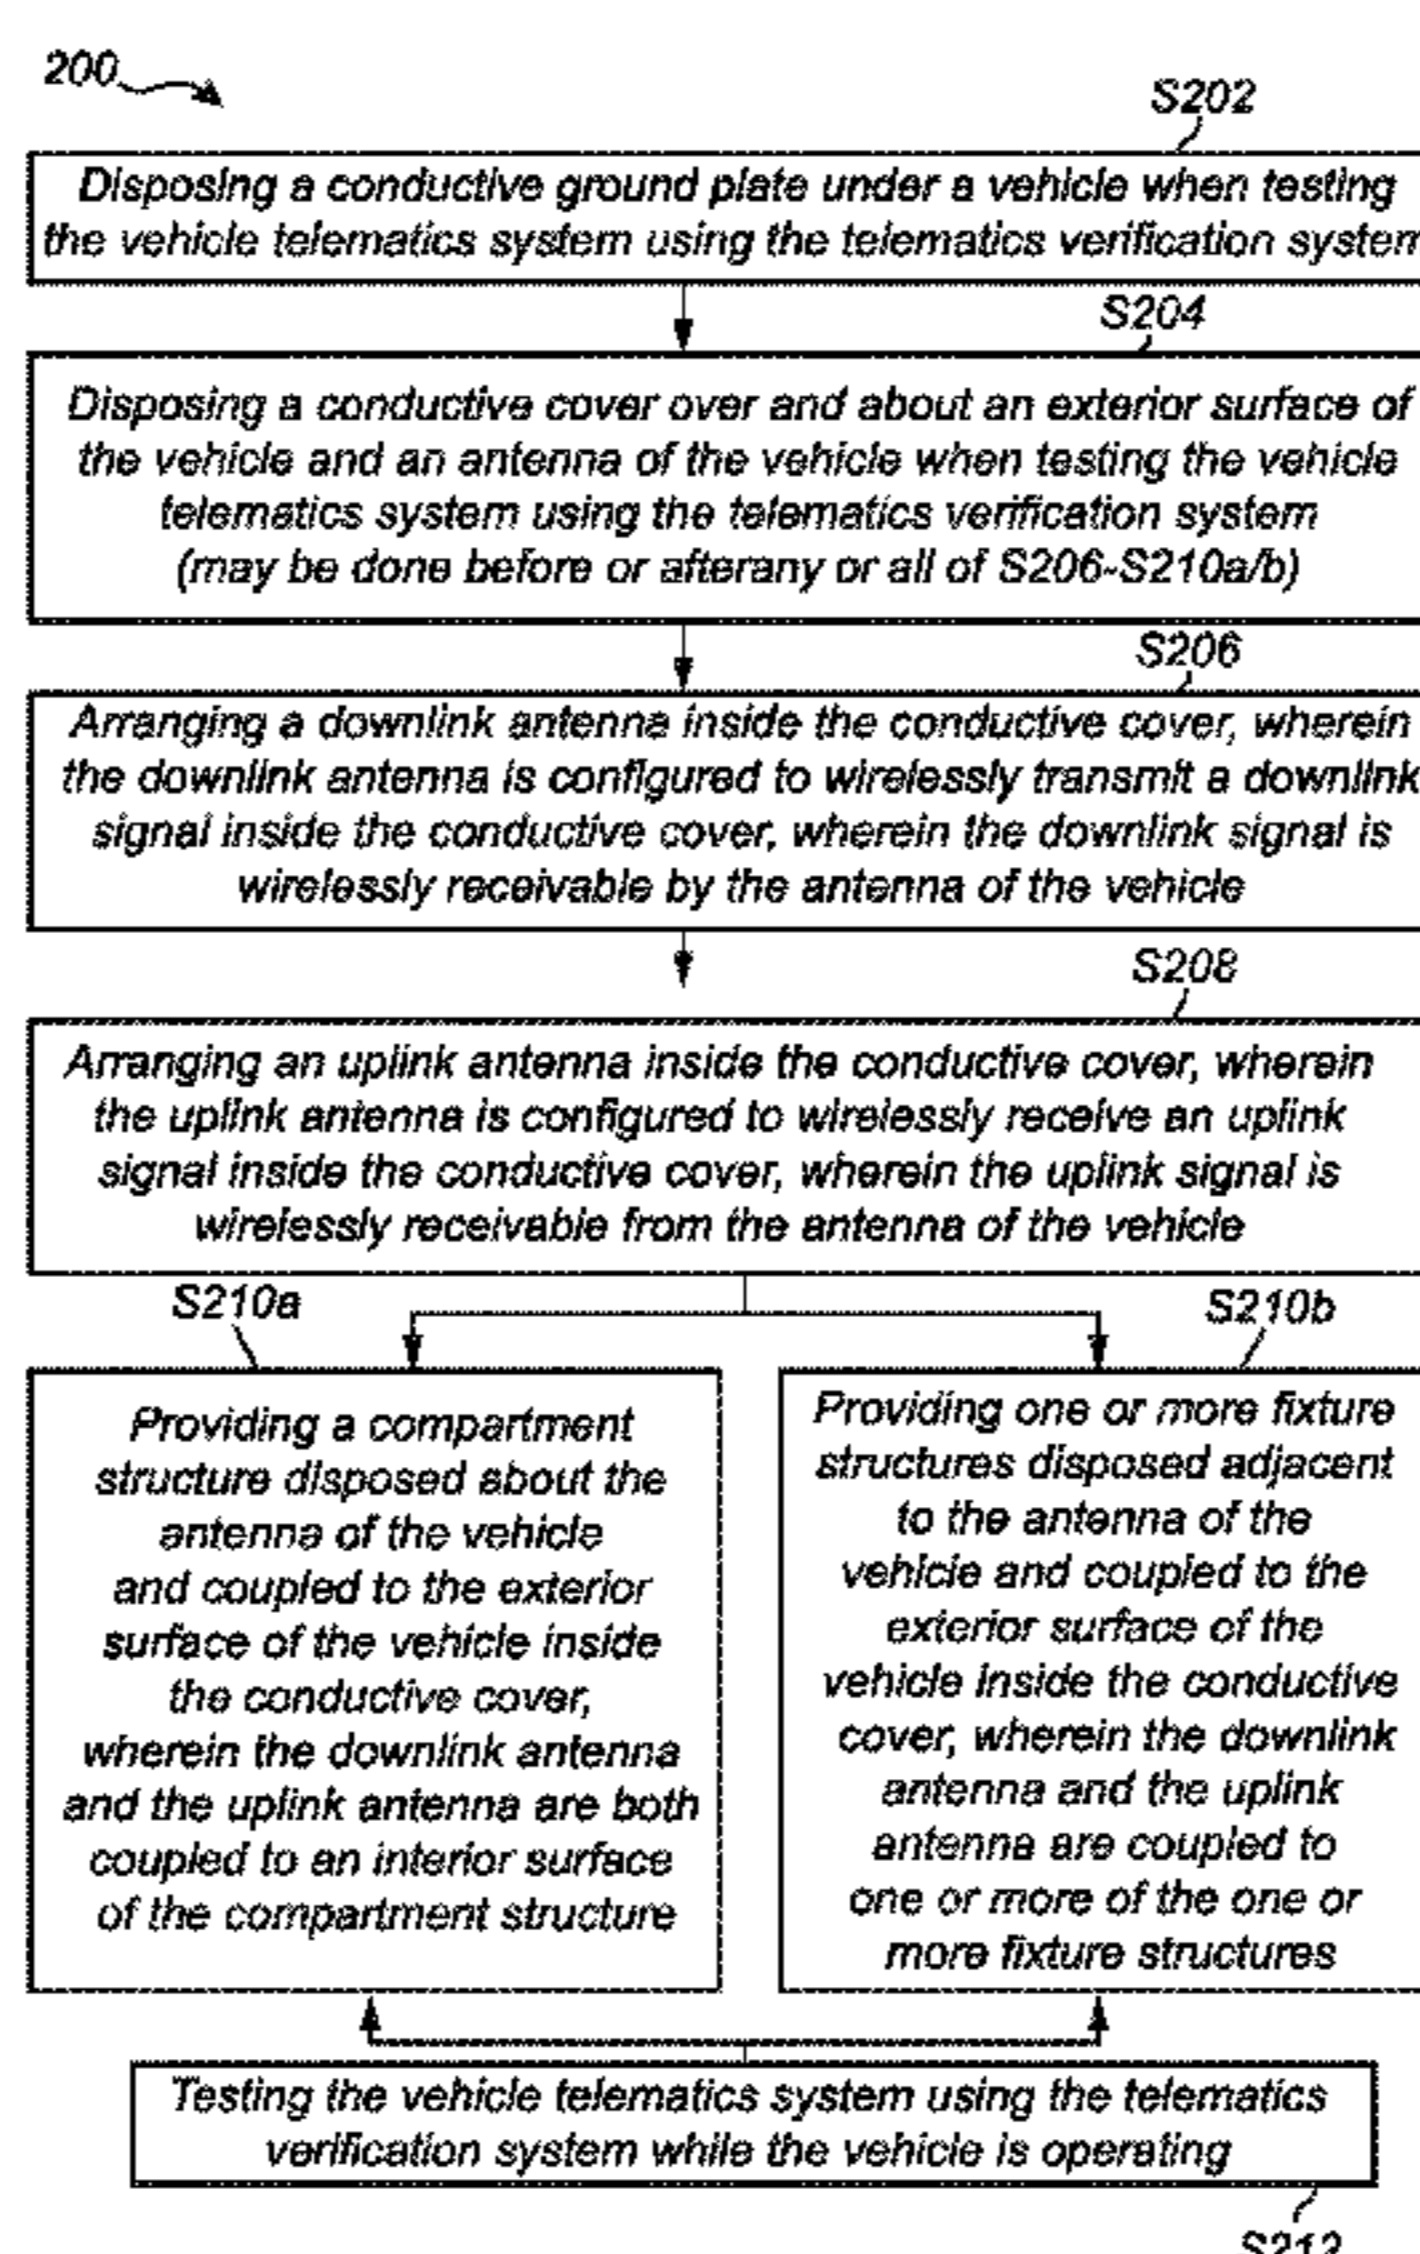 200
S202
Disposing a conductive ground plate under a vehicle when testing
the vehicle telematics system using the telematics verification system
S204
Disposing a conductive cover over and about an exterior surface of
the vehicle and an antenna of the vehicle when testing the vehicle
telematics system using the telematics verification system
(may be done before or afterany or all of S206-S210a/b)
S206
Arranging a downlink antenna inside the conductive cover, wherein
the downlink antenna is configured to wirelessly transmit a downlink
signal inside the conductive cover, wherein the downlink signal is
wirelessly receivable by the antenna of the vehicle
S208
Arranging an uplink antenna inside the conductive cover, wherein
the uplink antenna is configured to wirelessly receive an uplink
signal inside the conductive cover, wherein the uplink signal is
wirelessly receivable from the antenna of the vehicle
S210a
Providing a compartment
structure disposed about the
antenna of the vehicle
and coupled to the exterior
surface of the vehicle inside
the conductive cover,
wherein the downlink antenna
and the uplink antenna are both
coupled to an interior surface
of the compartment structure
S210b
Providing one or more fixture
structures disposed adjacent
to the antenna of the
vehicle and coupled to the
exterior surface of the
vehicle inside the conductive
cover, wherein the downlink
antenna and the uplink
antenna are coupled to
one or more of the one or
more fixture structures
Testing the vehicle telematics system using the telematics
verification system while the vehicle is operating
S212